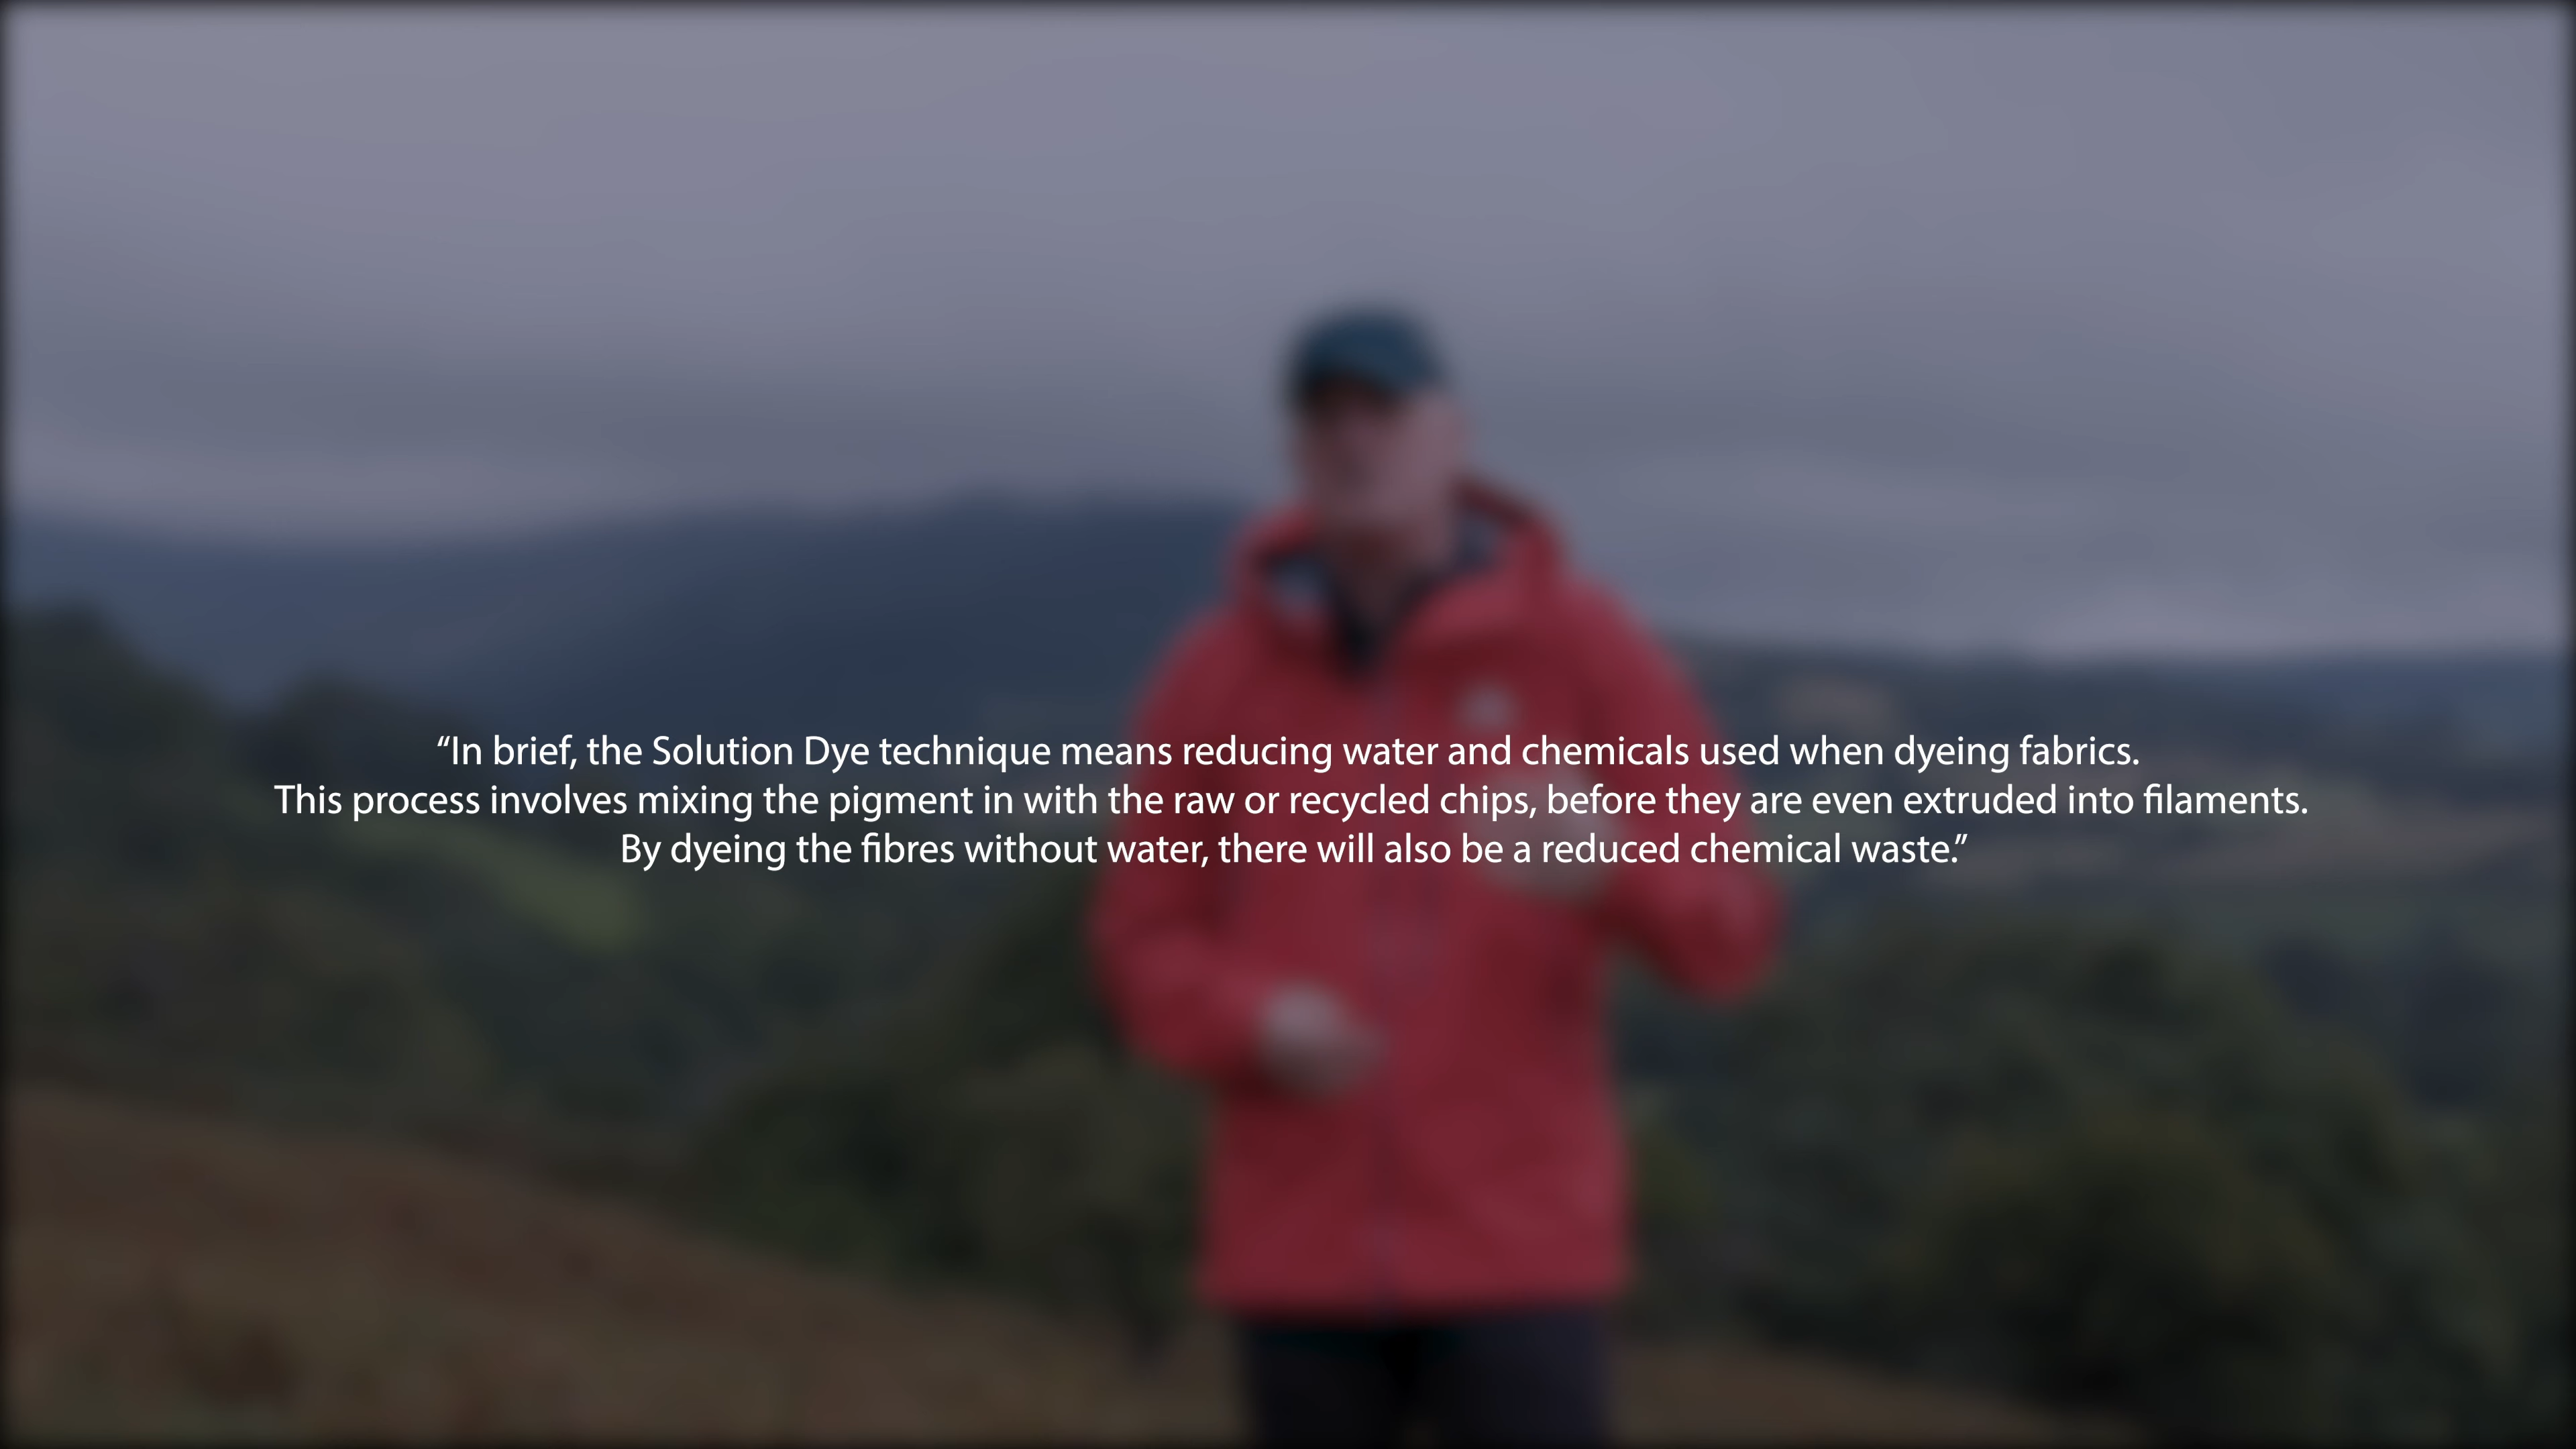 “In brief, the Solution Dye technique means reducing water and chemicals used when dyeing fabrics.
This process involves mixing the pigment in with the raw or recycled chips, before they are even extruded into filaments.
By dyeing the fibres without water, there will also be a reduced chemical waste.”